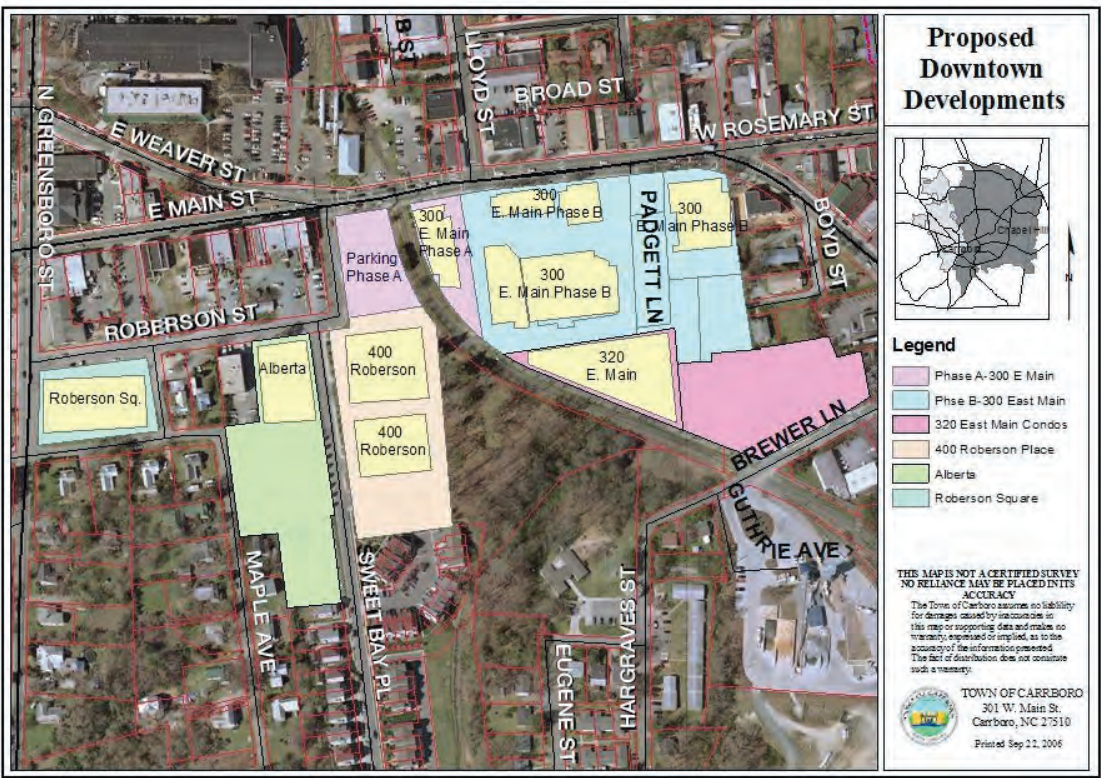 B ST
LLOYD ST
BROAD ST
W ROSEMARY ST
N GREENSBORO ST
E WEAVER ST
E MAIN ST
BOYD ST
PADGETT LN
300
E. Main Phase B
300
E. Main Phase B
300
E. Main
Phase A
Parking
Phase A
300
E. Main Phase B
ROBERSON ST
320
E. Main
400
Roberson
Alberta
Roberson Sq.
400
Roberson
BREWER LN
GUTHRIE AVE
MAPLE AVE
SWEET BAY PL
HARGRAVES ST
EUGENE ST
Proposed
Downtown
Developments
Chapel Hill
Carrboro
N
Legend
Phase A-300 E Main
Phse B-300 East Main
320 East Main Condos
400 Roberson Place
Alberta
Roberson Square
THIS MAP IS NOT A CERTIFIED SURVEY
NO RELIANCE MAY BE PLACED IN ITS
ACCURACY
The Town of Carrboro assumes no liability
for damages caused by inaccuracies in
this map or supporting data and makes no
warranty, expressed or implied, as to the
accuracy of the information presented
The fact of distribution does not constitute
such a warranty.
TOWN OF CARRBORO
301 W. Main St.
Carrboro, NC 27510
Printed Sep 22, 2006